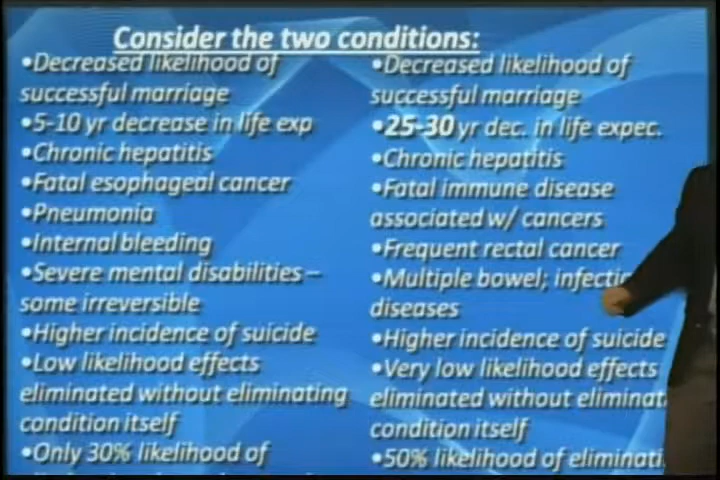 Consider the two conditions:
•Decreased likelihood of
successful marriage
•5-10 yr decrease in life exp
•Chronic hepatitis
•Fatal esophageal cancer
•Pneumonia
•Internal bleeding
•Severe mental disabilities –
some irreversible
•Higher incidence of suicide
•Low likelihood effects
eliminated without eliminating
condition itself
•Only 30% likelihood of
•Decreased likelihood of
successful marriage
•25-30 yr dec. in life expec.
•Chronic hepatitis
•Fatal immune disease
associated w/ cancers
•Frequent rectal cancer
•Multiple bowel; infectio
diseases
•Higher incidence of suicide
•Very low likelihood effects
eliminated without eliminat
condition itself
•50% likelihood of eliminati